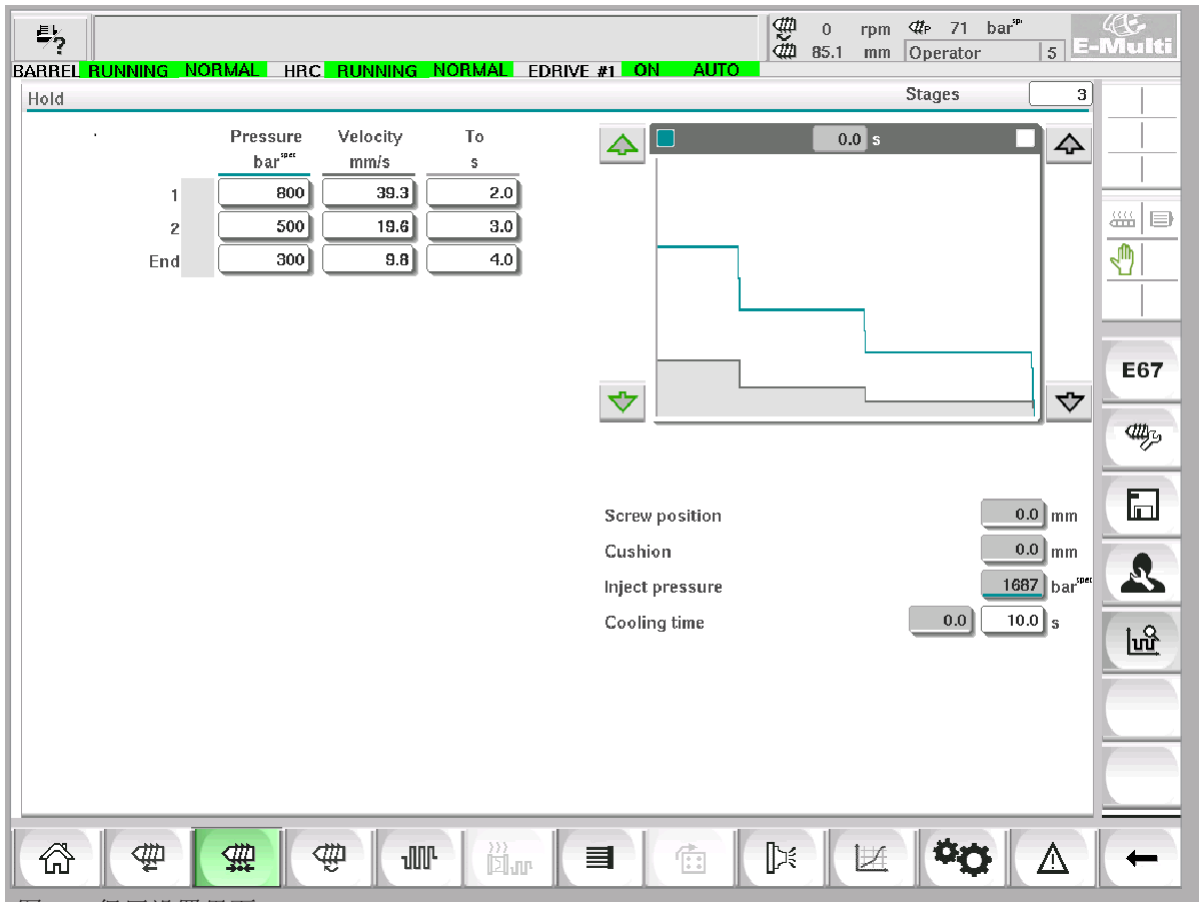 0 rpm P 71 bar spe
E-Multi
85.1 mm Operator 5
BARREL RUNNING NORMAL HRC RUNNING NORMAL EDRIVE #1 ON AUTO
Hold Stages 3
Pressure Velocity To 0.0 s
bar spec mm/s s
1 800 39.3 2.0
2 500 19.6 3.0
End 300 9.8 4.0
E67
Screw position 0.0 mm
Cushion 0.0 mm
Inject pressure 1687 bar spec
Cooling time 0.0 10.0 s